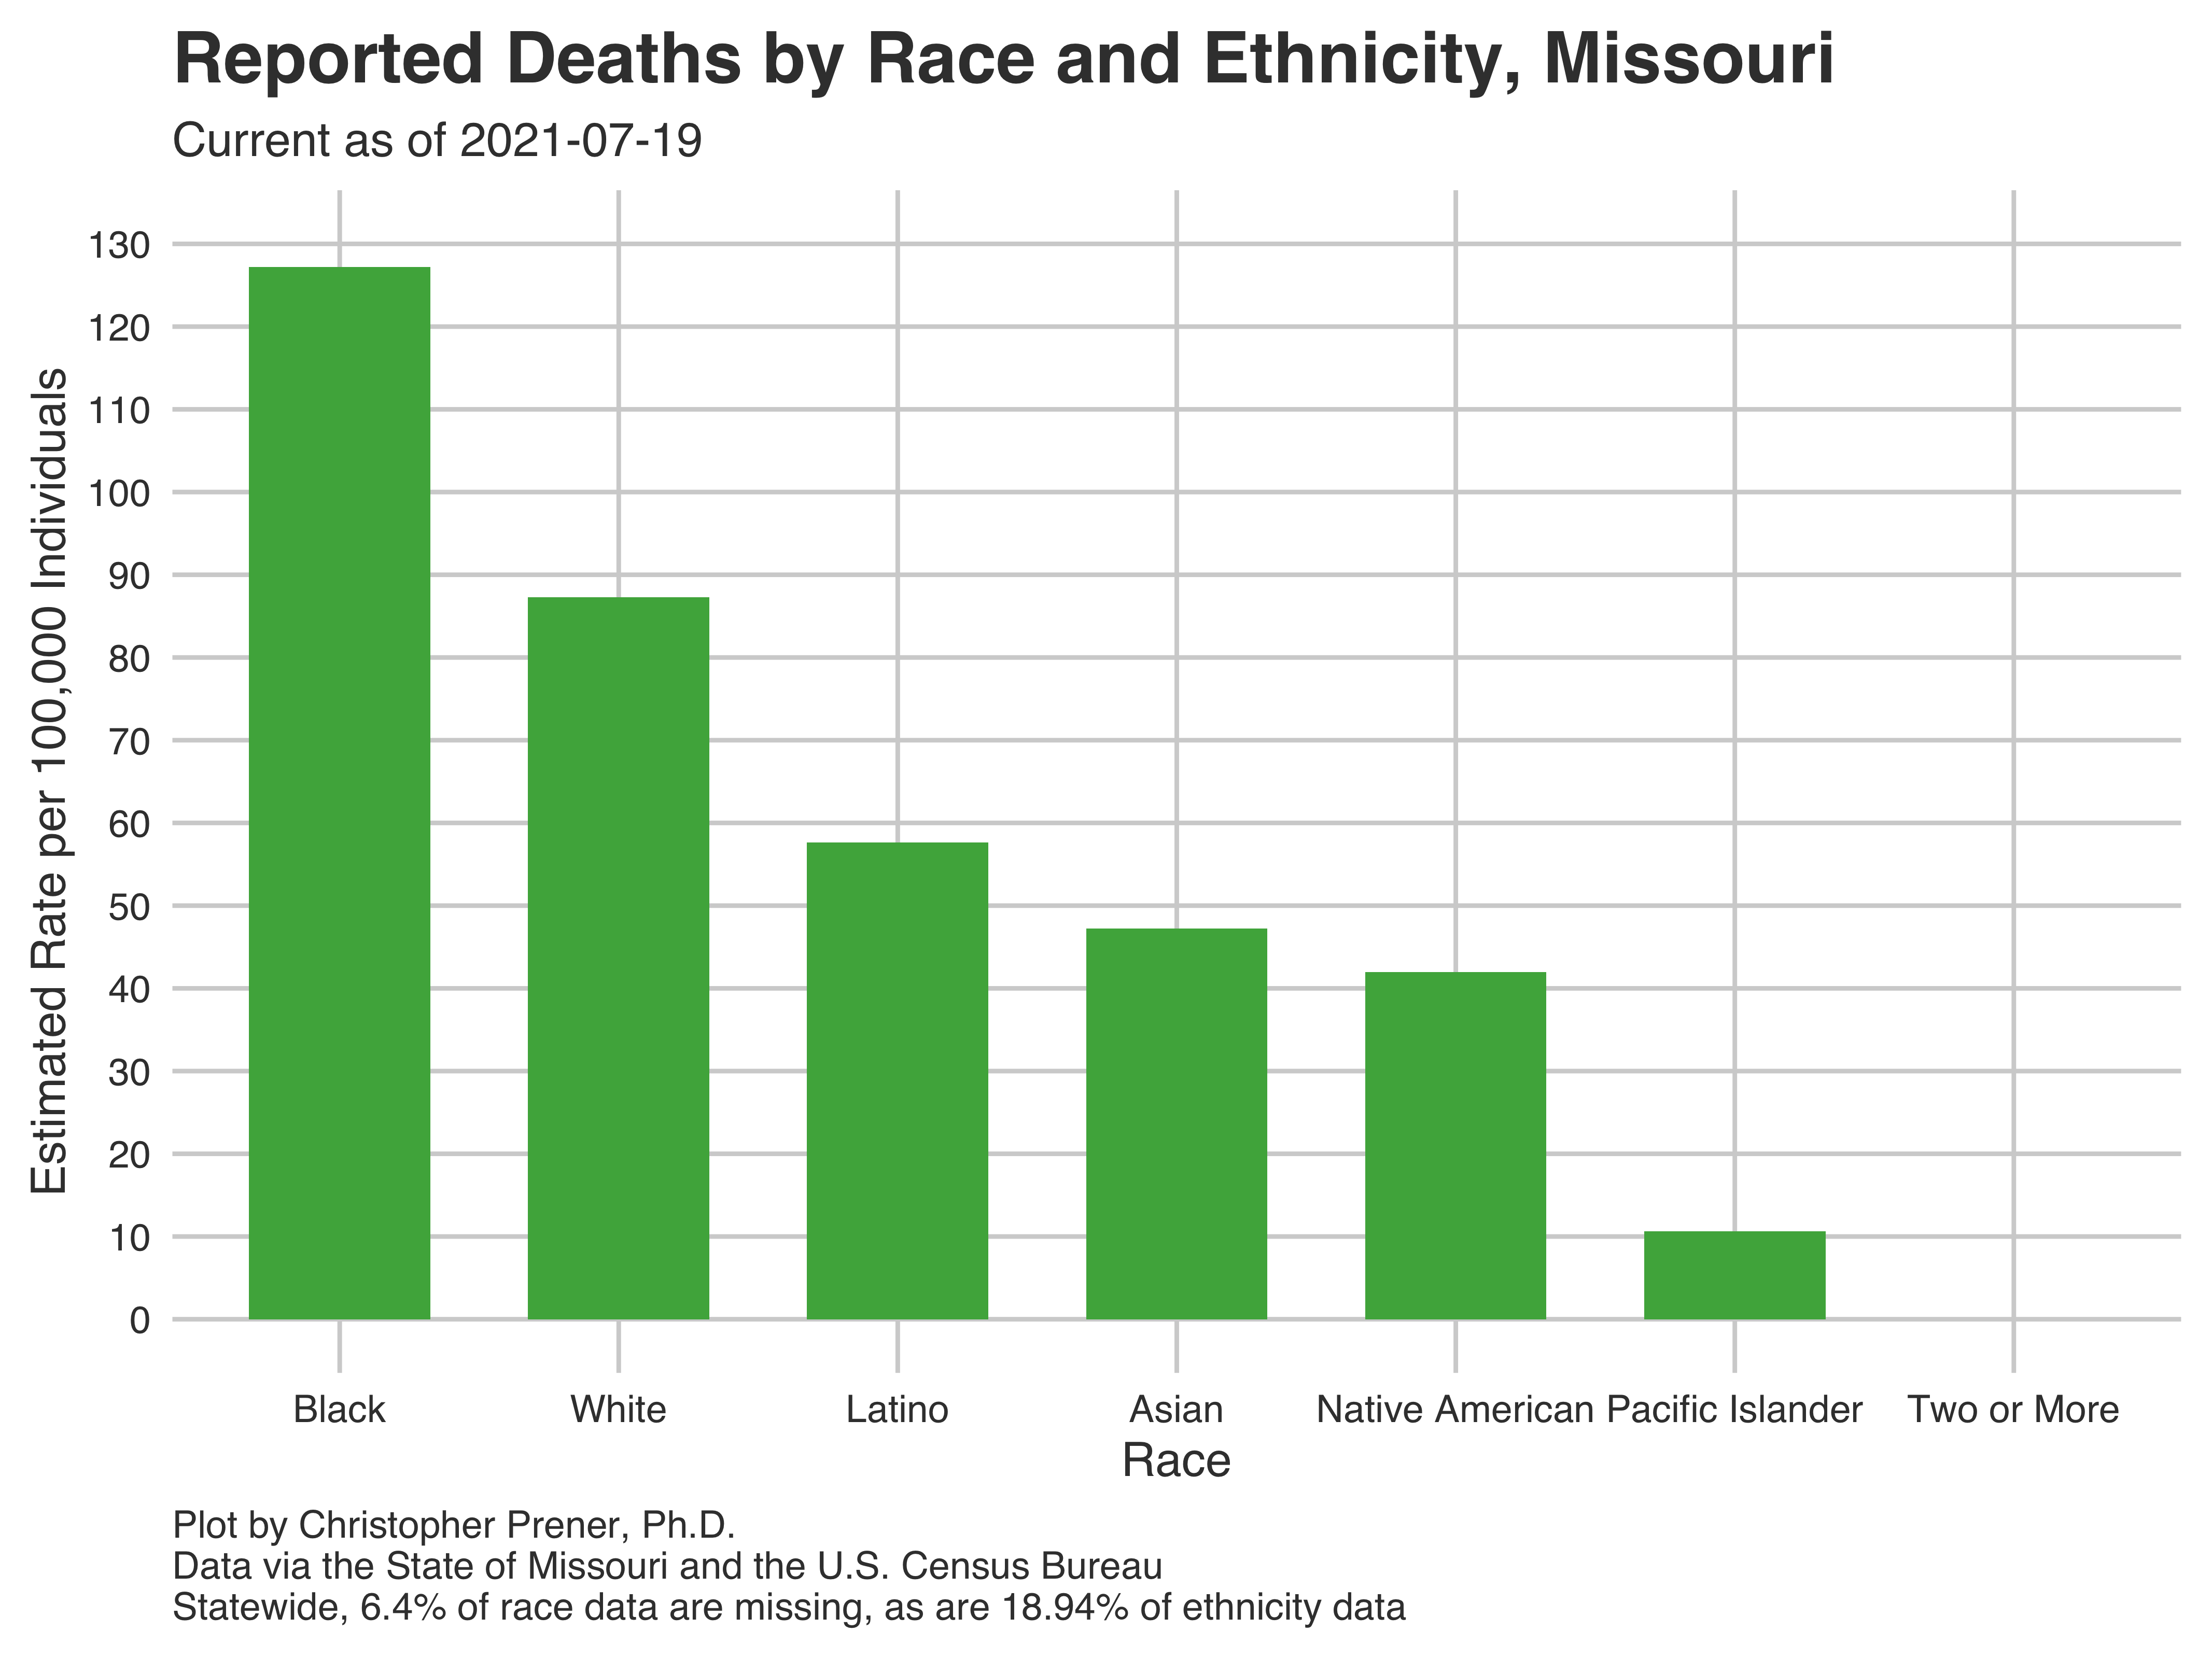 Reported Deaths by Race and Ethnicity, Missouri
Current as of 2021-07-19
Estimated Rate per 100,000 Individuals
130
120
110
100
90
80
70
60
50
40
30
20
10
0
Black White Latino Asian Native American Pacific Islander Two or More
Race
Plot by Christopher Prener, Ph.D.
Data via the State of Missouri and the U.S. Census Bureau
Statewide, 6.4% of race data are missing, as are 18.94% of ethnicity data